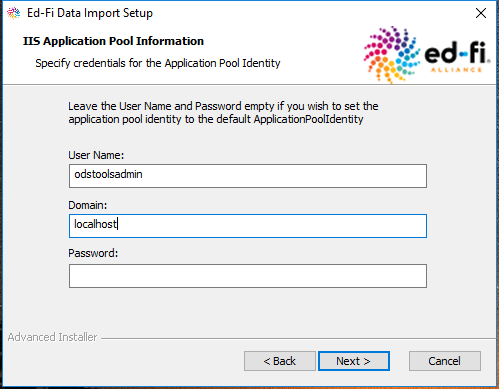 Ed-Fi Data Import Setup
IIS Application Pool Information
Specify credentials for the Application Pool Identity
ed-fi
ALLIANCE
Leave the User Name and Password empty if you wish to set the
application pool identity to the default ApplicationPoolIdentity
User Name:
odstoolsadmin
Domain:
localhost
Password:
Advanced Installer
< Back
Next >
Cancel